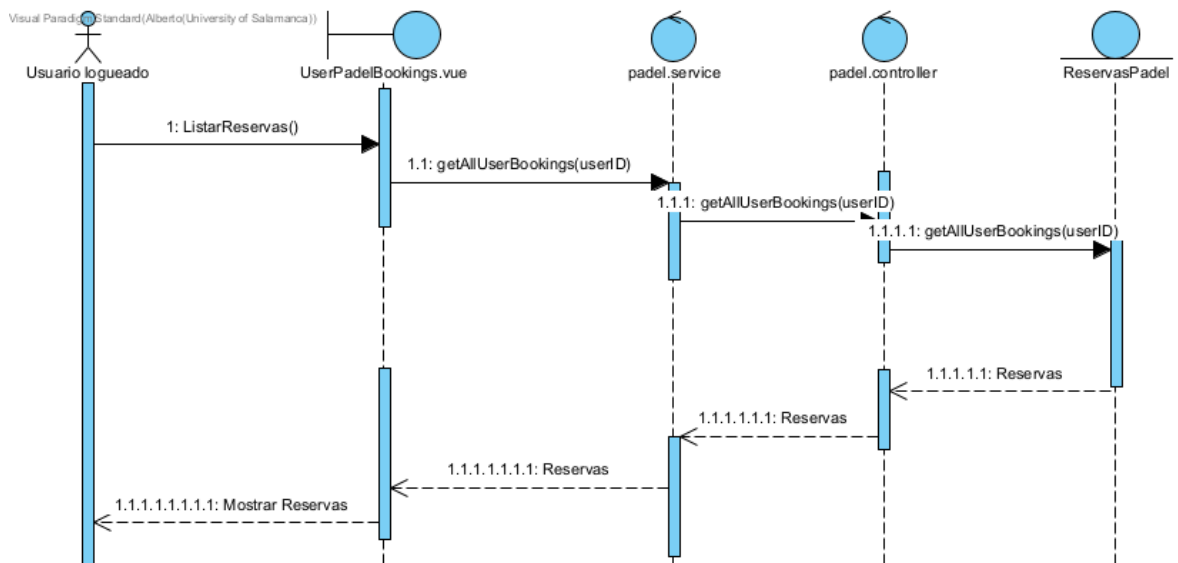 Visual Paradigm Standard(Alberto(University of Salamanca))
Usuario logueado
UserPadelBookings.vue
padel.service
padel.controller
ReservasPadel
1: ListarReservas()
1.1: getAllUserBookings(userID)
1.1.1: getAllUserBookings(userID)
1.1.1.1: getAllUserBookings(userID)
1.1.1.1.1: Reservas
1.1.1.1.1.1: Reservas
1.1.1.1.1.1.1: Reservas
1.1.1.1.1.1.1.1: Mostrar Reservas